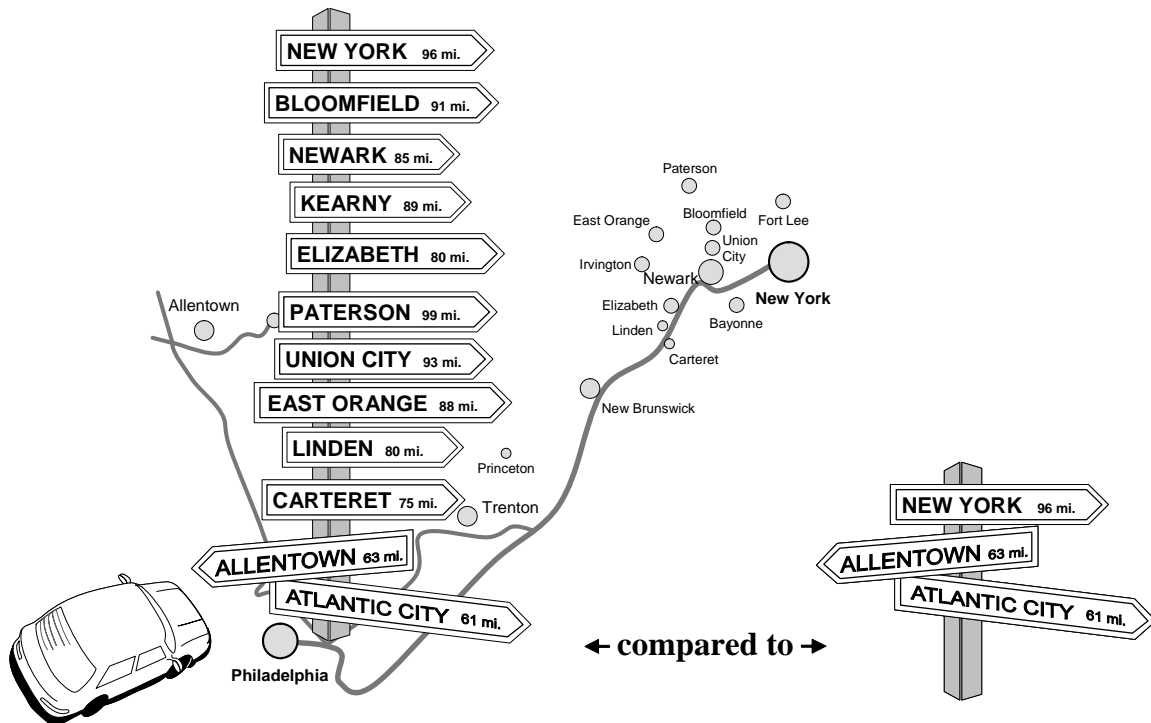 NEW YORK 96 mi.
BLOOMFIELD 91 mi.
NEWARK 85 mi.
KEARNY 89 mi.
ELIZABETH 80 mi.
PATERSON 99 mi.
UNION CITY 93 mi.
EAST ORANGE 88 mi.
LINDEN 80 mi.
CARTERET 75 mi.
ALLENTOWN 63 mi.
ATLANTIC CITY 61 mi.
Allentown
Philadelphia
Trenton
Princeton
New Brunswick
Carteret
Linden
Elizabeth
Bayonne
Newark
New York
Irvington
East Orange
Union
City
Bloomfield
Fort Lee
Paterson
compared to
NEW YORK 96 mi.
ALLENTOWN 63 mi.
ATLANTIC CITY 61 mi.